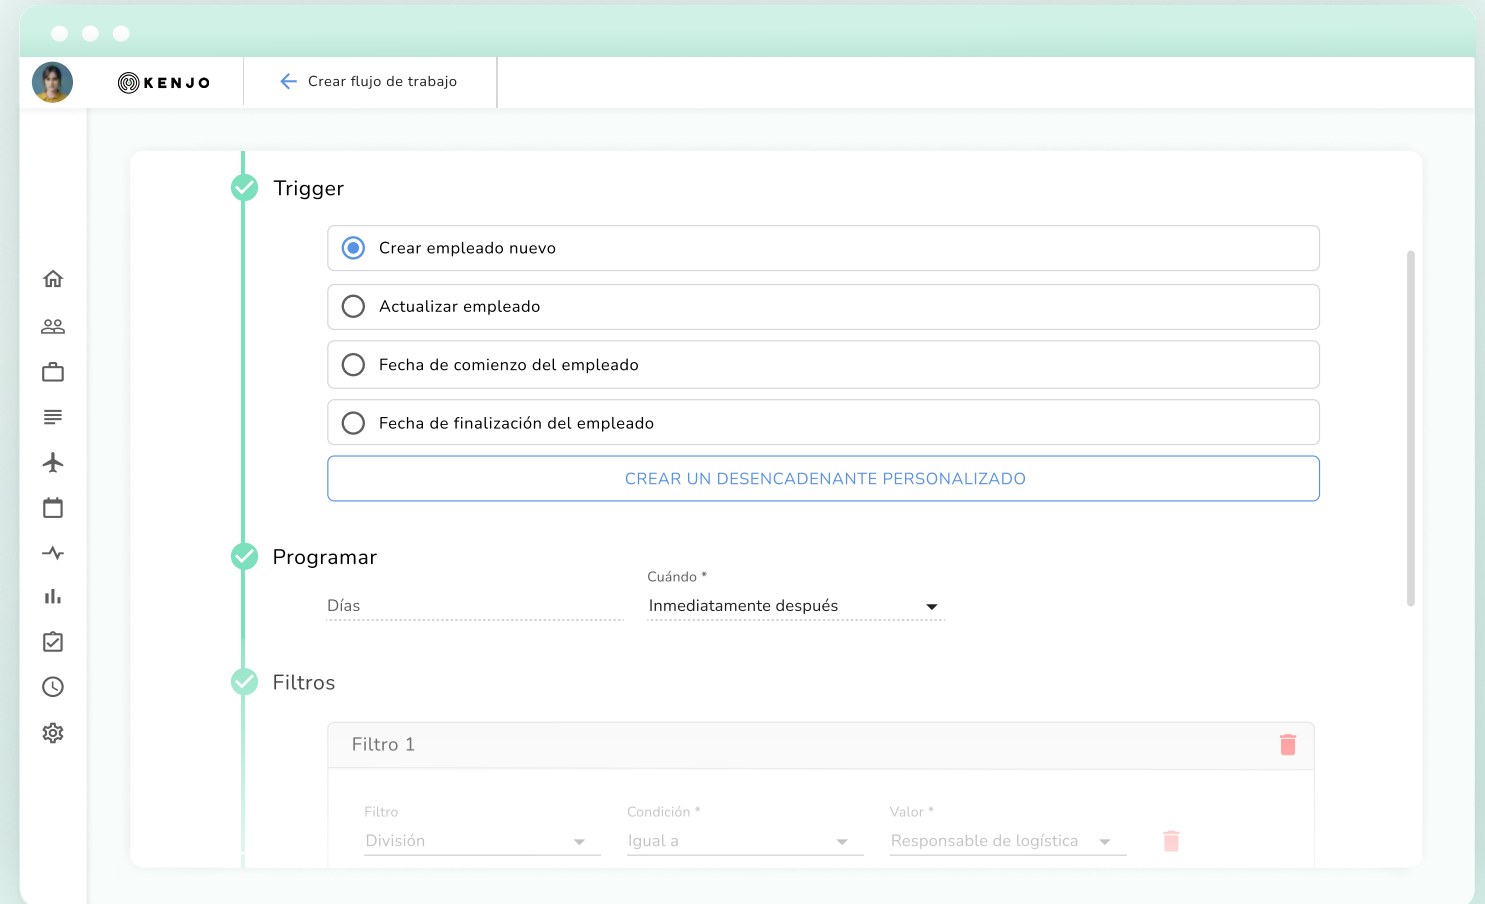 KENJO
Crear flujo de trabajo
Trigger
Crear empleado nuevo
Actualizar empleado
Fecha de comienzo del empleado
Fecha de finalización del empleado
CREAR UN DESENCADENANTE PERSONALIZADO
Programar
Cuándo *
Días
Inmediatamente después
Filtros
Filtro 1
Filtro
Condición *
Valor *
División
Igual a
Responsable de logística